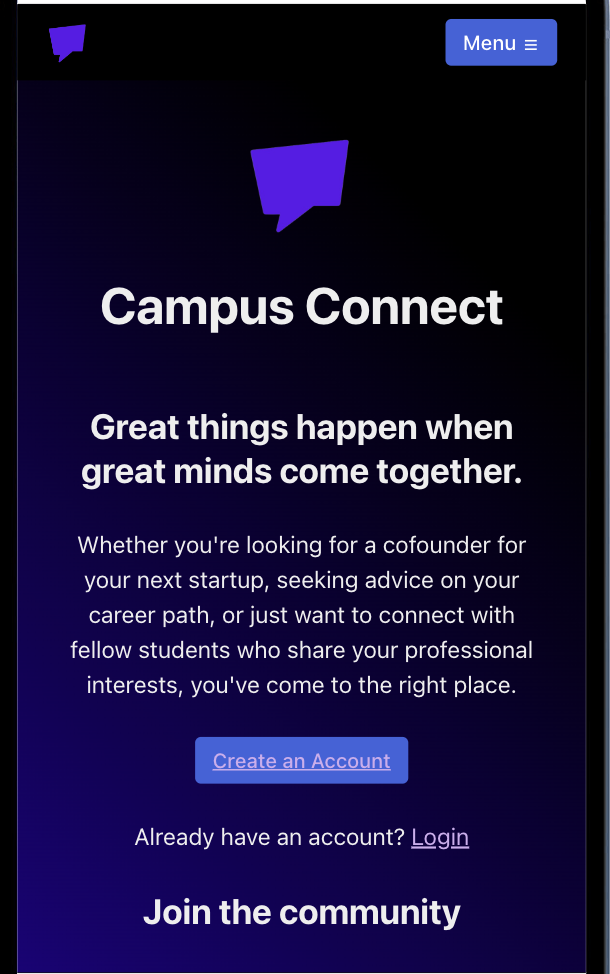 Menu ≡
Campus Connect
Great things happen when
great minds come together.
Whether you're looking for a cofounder for
your next startup, seeking advice on your
career path, or just want to connect with
fellow students who share your professional
interests, you've come to the right place.
Create an Account
Already have an account? Login
Join the community